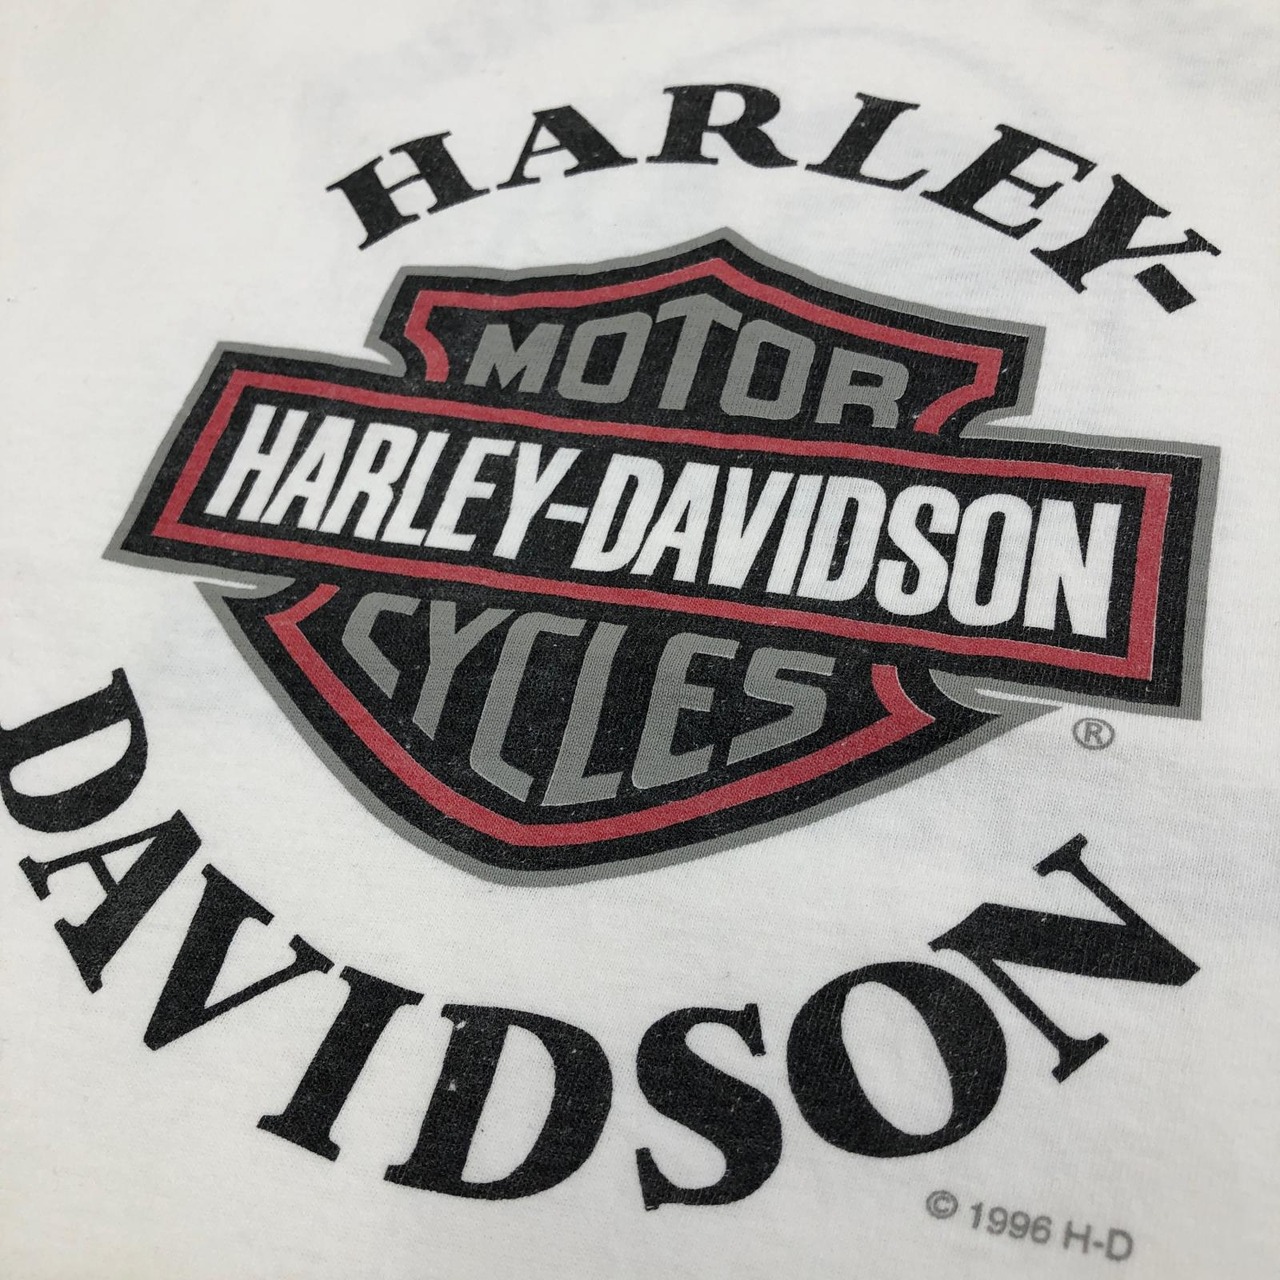 HARLEY-
MOTOR
HARLEY-DAVIDSON
CYCLES
®
DAVIDSON
© 1996 H-D